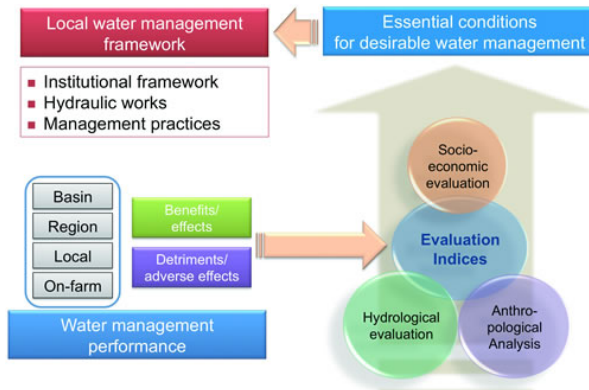 Local water management
framework
Essential conditions
for desirable water management
Institutional framework
Hydraulic works
Management practices
Socio-
economic
evaluation
Basin
Region
Local
On-farm
Benefits/
effects
Detriments/
adverse effects
Evaluation
Indices
Hydrological
evaluation
Anthro-
pological
Analysis
Water management
performance